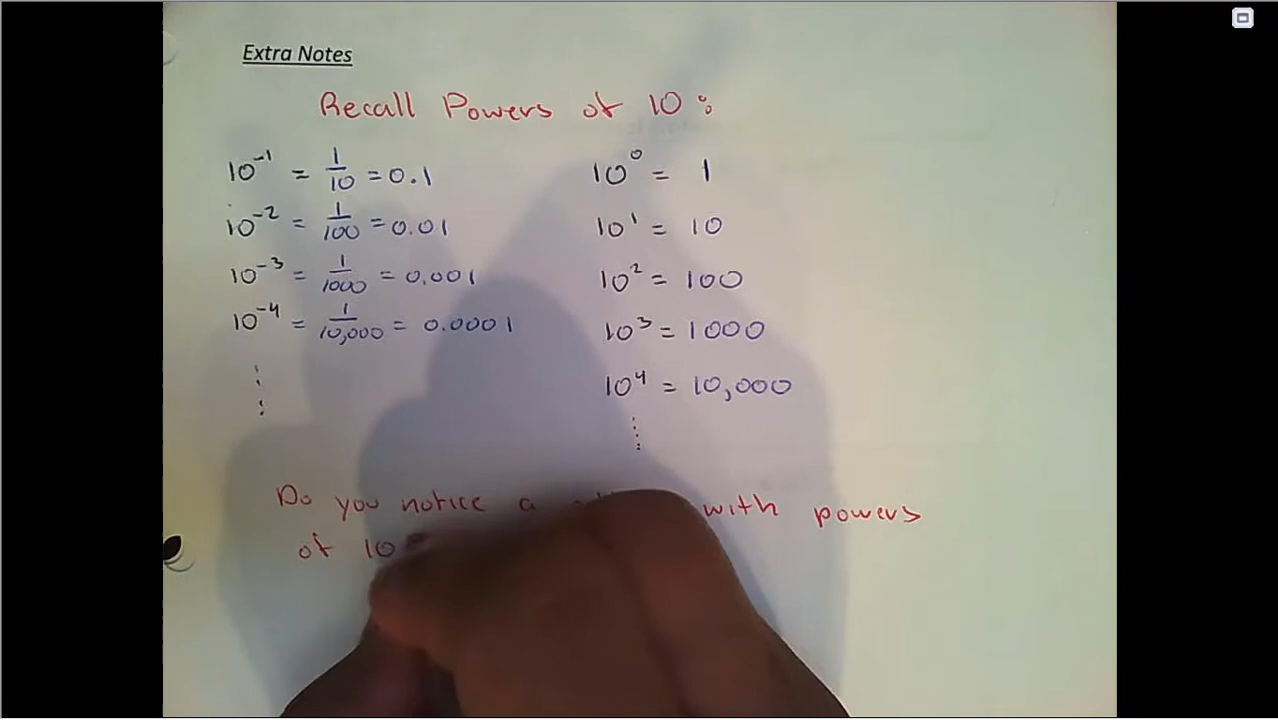 Extra Notes
Recall Powers of 10:
10⁻¹ = 1/10 = 0.1
10⁻² = 1/100 = 0.01
10⁻³ = 1/1000 = 0.001
10⁻⁴ = 1/10,000 = 0.0001
⋮
10⁰ = 1
10¹ = 10
10² = 100
10³ = 1000
10⁴ = 10,000
⋮
Do you notice a with powers
of 10